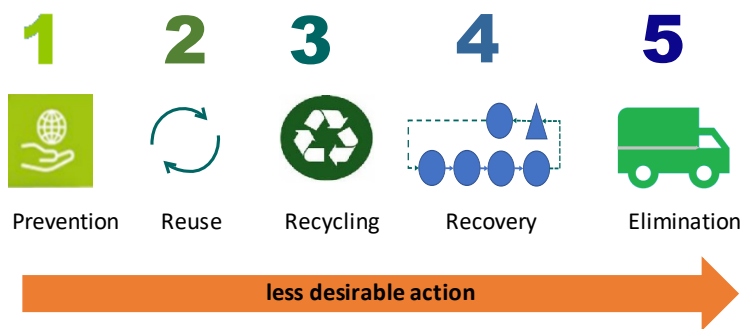 1 2 3 4 5
Prevention Reuse Recycling Recovery Elimination
less desirable action